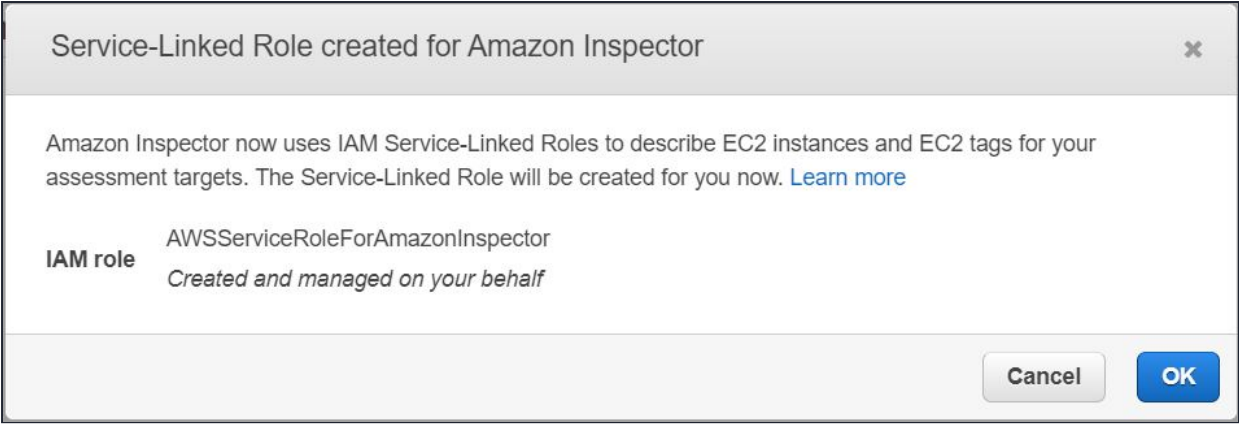 Service-Linked Role created for Amazon Inspector
Amazon Inspector now uses IAM Service-Linked Roles to describe EC2 instances and EC2 tags for your
assessment targets. The Service-Linked Role will be created for you now. Learn more
IAM role
AWSServiceRoleForAmazonInspector
Created and managed on your behalf
Cancel
OK